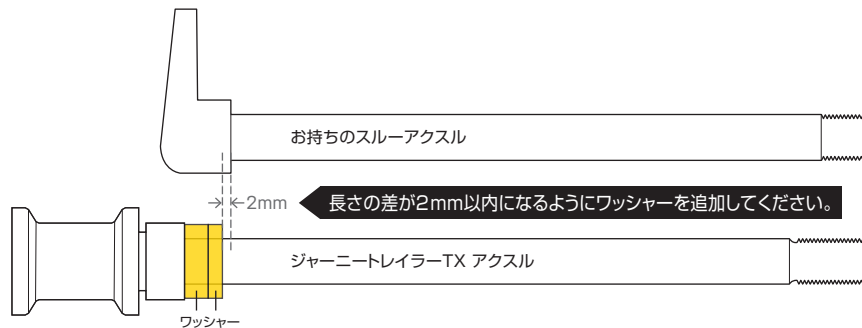 お持ちのスルーアクスル
2mm
長さの差が2mm以内になるようにワッシャーを追加してください。
ジャーニートレイラーTX アクスル
ワッシャー